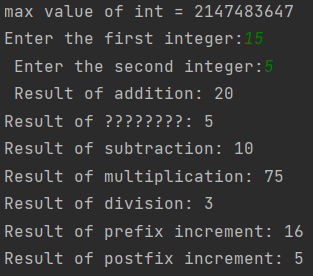 max value of int = 2147483647
Enter the first integer:15
Enter the second integer:5
Result of addition: 20
Result of ????????: 5
Result of subtraction: 10
Result of multiplication: 75
Result of division: 3
Result of prefix increment: 16
Result of postfix increment: 5